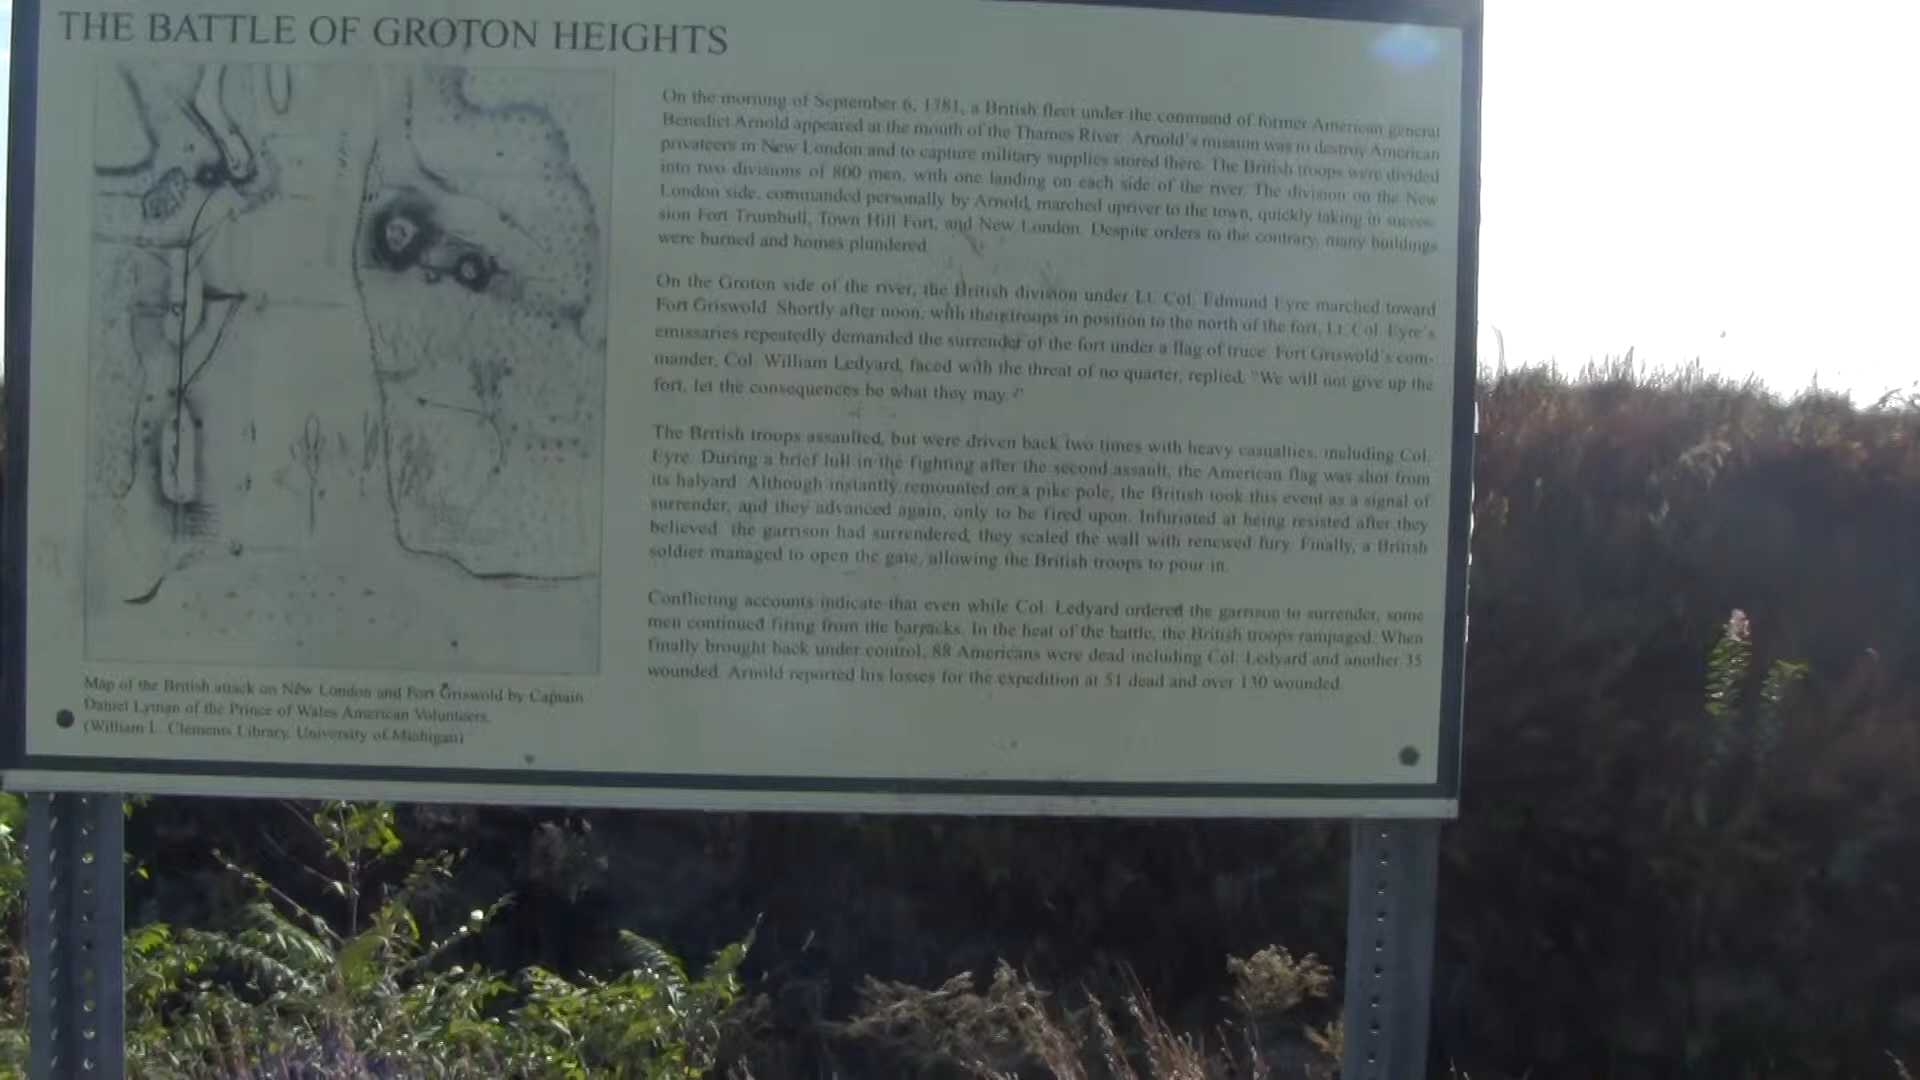 THE BATTLE OF GROTON HEIGHTS
On the morning of September 6, 1781, a British fleet under the command of former American general
Benedict Arnold appeared at the mouth of the Thames River. Arnold's mission was to destroy American
privateers in New London and to capture military supplies stored there. The British troops were divided
into two divisions of 800 men, with one landing on each side of the river. The division on the New
London side, commanded personally by Arnold, marched upriver to the town, quickly taking in succes-
sion Fort Trumbull, Town Hill Fort, and New London. Despite orders to the contrary, many buildings
were burned and homes plundered.
On the Groton side of the river, the British division under Lt. Col. Edmund Eyre marched toward
Fort Griswold. Shortly after noon, with their troops in position to the north of the fort, Lt. Col. Eyre's
emissaries repeatedly demanded the surrender of the fort under a flag of truce. Fort Griswold's com-
mander, Col. William Ledyard, faced with the threat of no quarter, replied, "We will not give up the
fort, let the consequences be what they may."
The British troops assaulted, but were driven back two times with heavy casualties, including Col.
Eyre. During a brief lull in the fighting after the second assault, the American flag was shot from
its halyard. Although instantly remounted on a pike pole, the British took this event as a signal of
surrender, and they advanced again, only to be fired upon. Infuriated at being resisted after they
believed the garrison had surrendered, they scaled the wall with renewed fury. Finally, a British
soldier managed to open the gate, allowing the British troops to pour in.
Conflicting accounts indicate that even while Col. Ledyard ordered the garrison to surrender, some
men continued firing from the barracks. In the heat of the battle, the British troops rampaged. When
finally brought back under control, 88 Americans were dead including Col. Ledyard and another 35
wounded. Arnold reported his losses for the expedition at 51 dead and over 130 wounded.
Map of the British attack on New London and Fort Griswold by Captain
Daniel Lyman of the Prince of Wales American Volunteers.
(William L. Clements Library, University of Michigan)